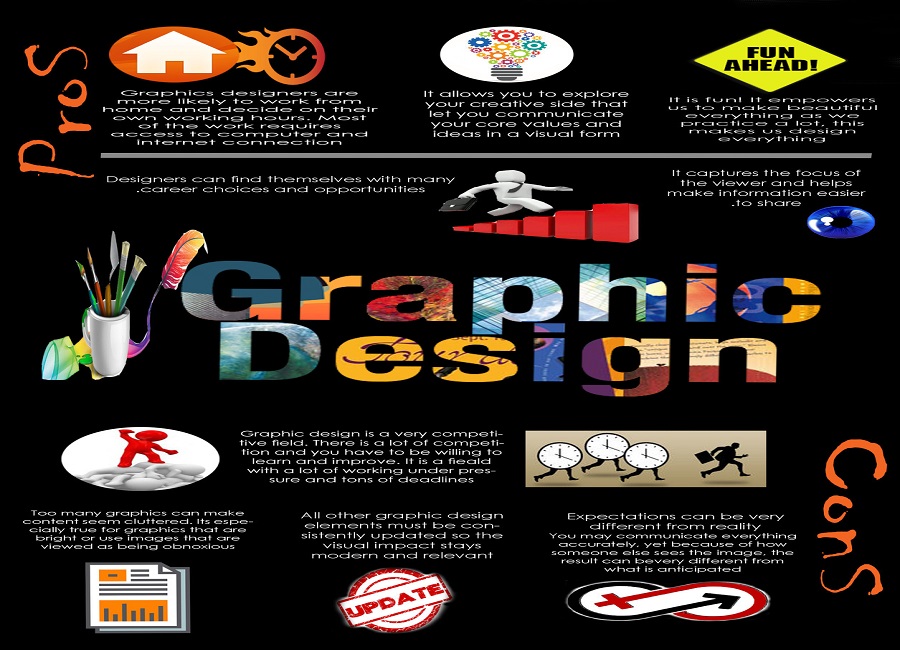 Pros
Graphics designers are
more likely to work from
home and decide on their
own working hours. Most
of the work requires
access to computer and
internet connection
It allows you to explore
your creative side that
let you communicate
your core values and
ideas in a visual form
FUN
AHEAD!
It is fun! It empowers
us to make beautiful
everything as we
practice a lot, this
makes us design
everything
Designers can find themselves with many
.career choices and opportunities
It captures the focus of
the viewer and helps
make information easier
.to share
Graphic
Design
Cons
Graphic design is a very competi-
tive field. There is a lot of competi-
tion and you have to be willing to
learn and improve. It is a fieald
with a lot of working under pres-
sure and tons of deadlines
Too many graphics can make
content seem cluttered. Its espe-
cially true for graphics that are
bright or use images that are
viewed as being obnoxious
All other graphic design
elements must be con-
sistently updated so the
visual impact stays
modern and relevant
UPDATE
Expectations can be very
different from reality
You may communicate everything
accurately, yet because of how
someone else sees the image, the
result can bevery different from
what is anticipated